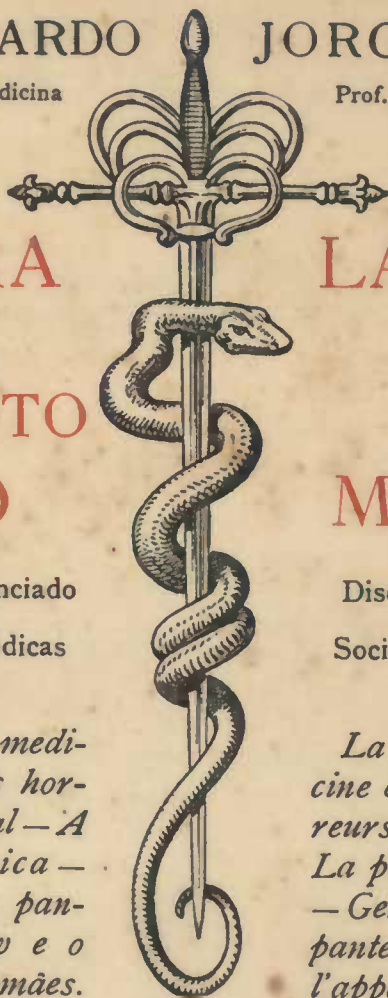 ARDO
dicina
A
TO
O
nciado
dicas
medi-
s hor-
al — A
ica —
pan-
v e o
mães.
JORG
Prof.
LA
M
Disc
Soci
La
cine
reurs
La p
— Ge
pante
l'app